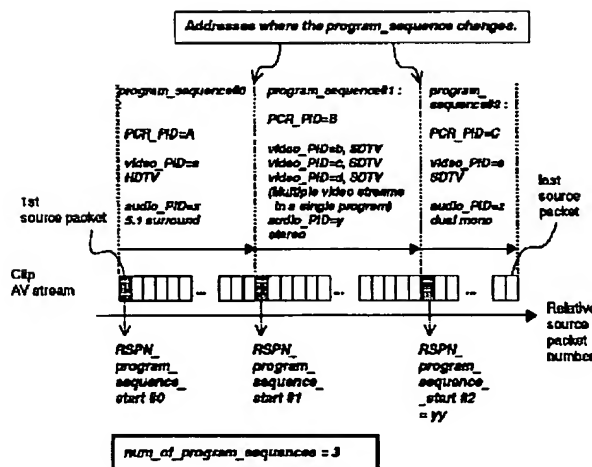 Addresses where the program_sequence changes.
program_sequence#0
PCR_PID=A
video_PID=a
HDTV
audio_PID=x
5.1 surround
program_sequence#1 :
PCR_PID=B
video_PID=b, SDTV
video_PID=c, SDTV
video_PID=d, SDTV
(Multiple video streams
in a single program)
audio_PID=y
stereo
program_
sequence#2 :
PCR_PID=C
video_PID=e
SDTV
audio_PID=z
dual mono
1st
source packet
last
source
packet
Clip
AV stream
...
...
...
Relative
source
packet
number
RSPN_
program_
sequence_
start #0
RSPN_
program_
sequence_
start #1
RSPN_
program_
sequence
_start #2
= yy
num_of_program_sequences = 3